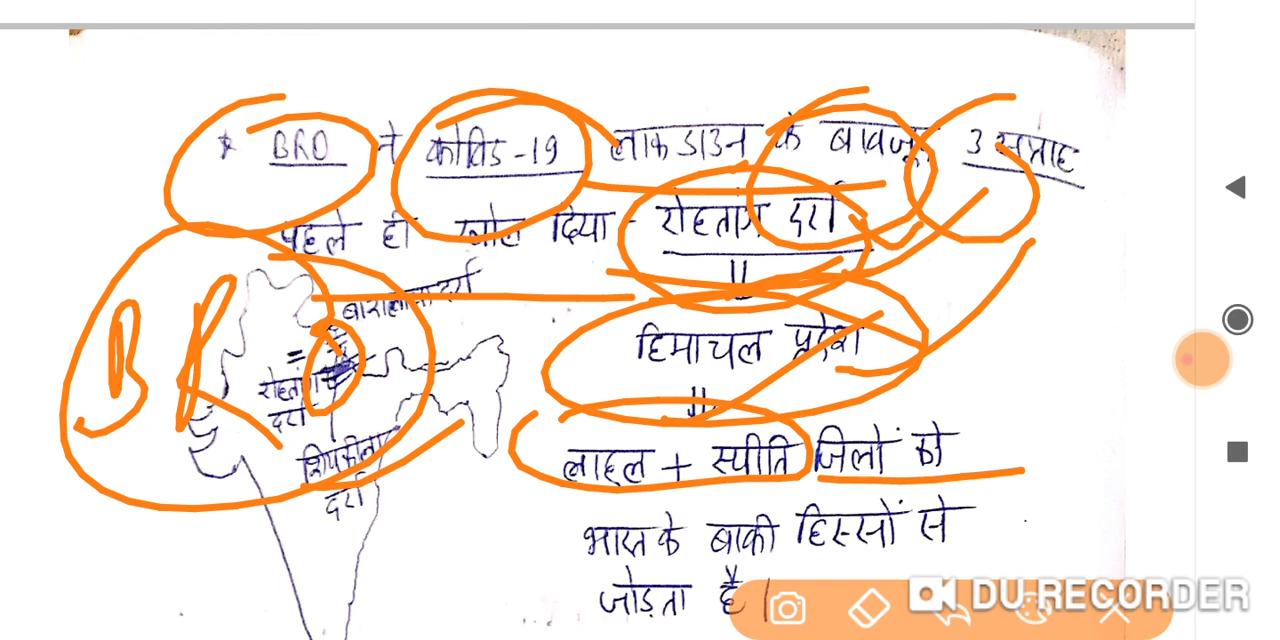 * BRO ने कोविड-19 लाकडाउन के बावजूद 3 सप्ताह
पहले ही खोल दिया - रोहतांग दर्रा
बारालाचा दर्रा
हिमाचल प्रदेश
B R
रोहतांग
दर्रा
शिपकीला
दर्रा
लाहूल + स्पीति जिलों को
भारत के बाकी हिस्सों से
जोड़ता है।
DU RECORDER